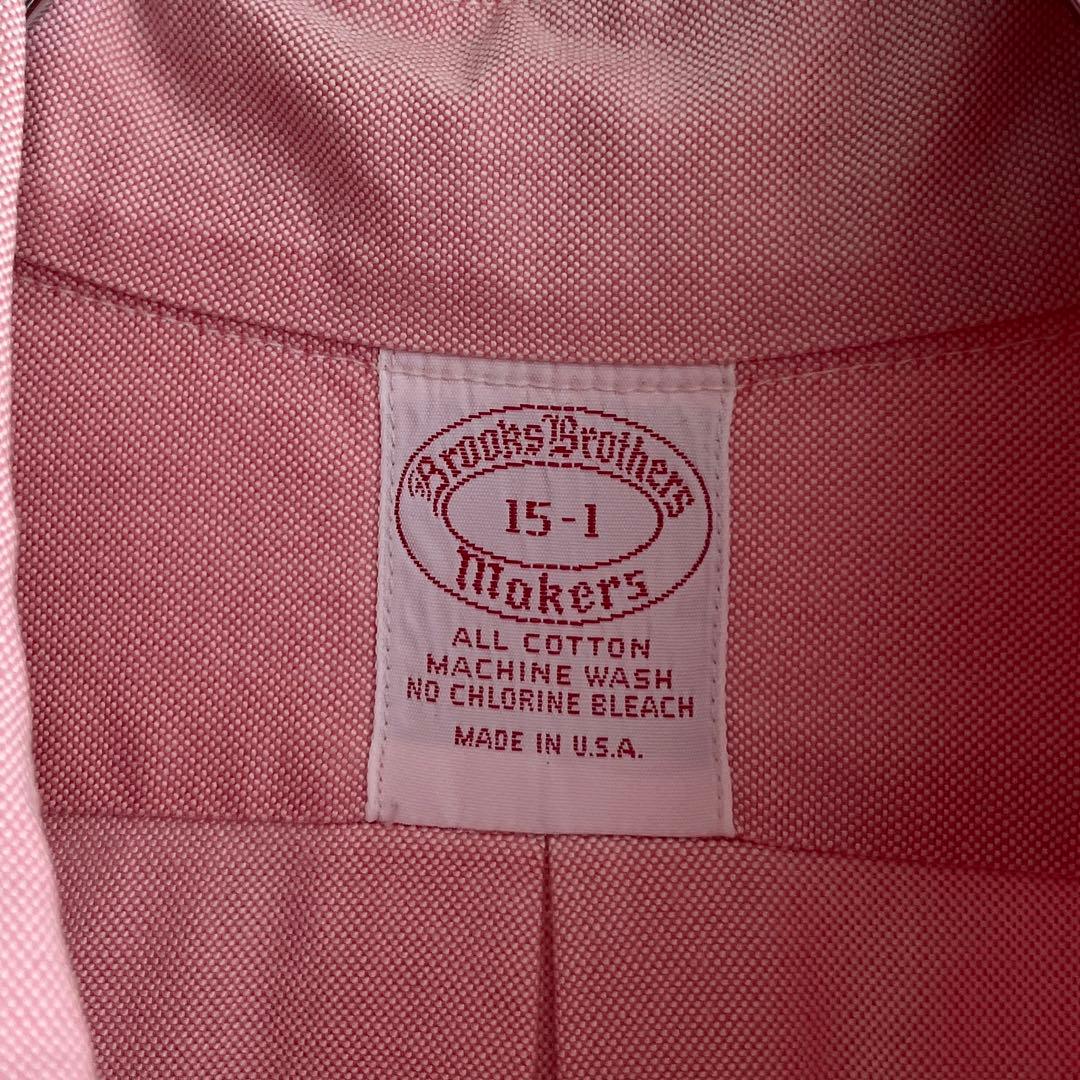 Brooks Brothers
15-1
Makers
ALL COTTON
MACHINE WASH
NO CHLORINE BLEACH
MADE IN U.S.A.